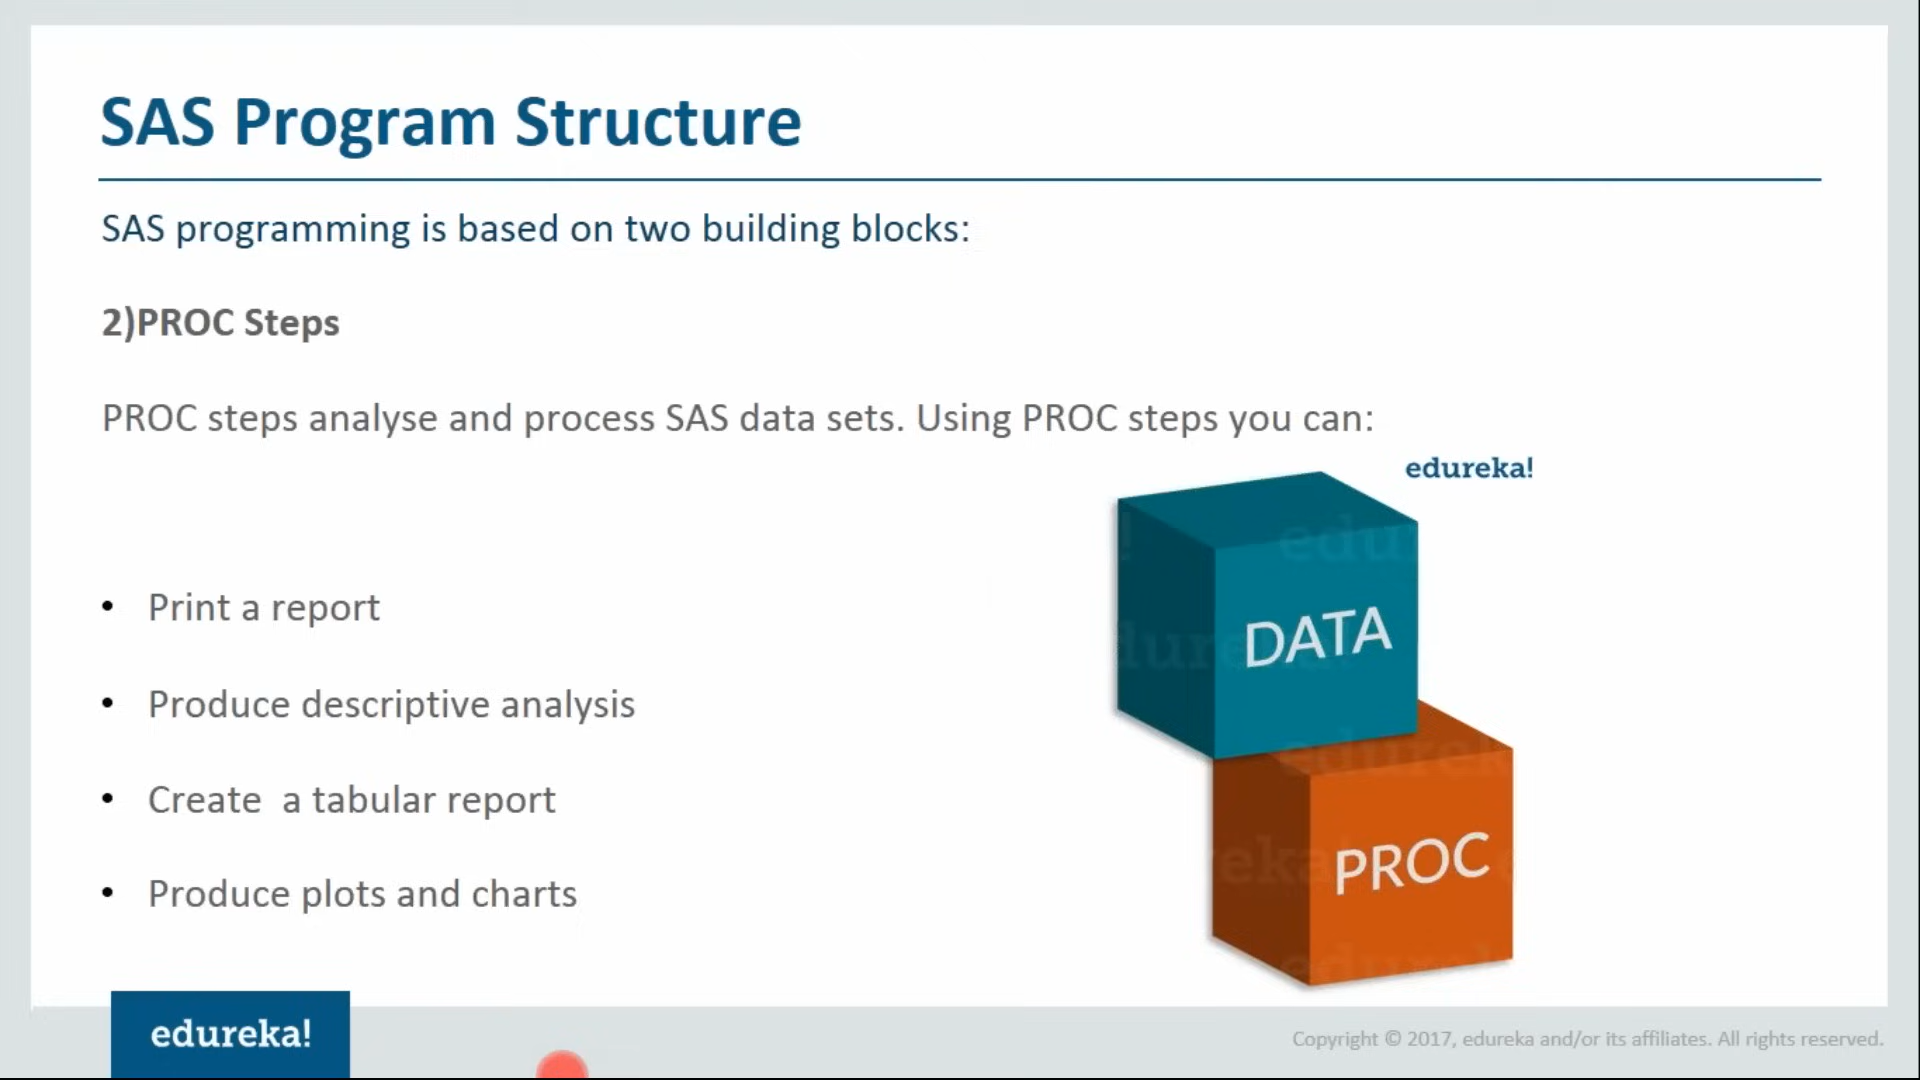 SAS Program Structure
SAS programming is based on two building blocks:
2)PROC Steps
PROC steps analyse and process SAS data sets. Using PROC steps you can:
edureka!
• Print a report
• Produce descriptive analysis
• Create  a tabular report
• Produce plots and charts
DATA
PROC
edureka!
Copyright © 2017, edureka and/or its affiliates. All rights reserved.